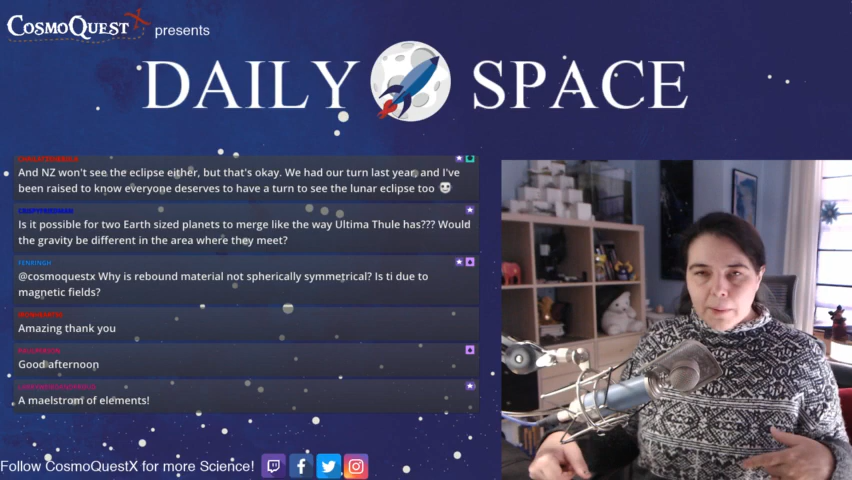 COSMOQUEST X presents
DAILY SPACE
And NZ won't see the eclipse either, but that's okay. We had our turn last year, and I've
been raised to know everyone deserves to have a turn to see the lunar eclipse too
Is it possible for two Earth sized planets to merge like the way Ultima Thule has??? Would
the gravity be different in the area where they meet?
@cosmoquestx Why is rebound material not spherically symmetrical? Is ti due to
magnetic fields?
Amazing thank you
Good afternoon
A maelstrom of elements!
Follow CosmoQuestX for more Science!